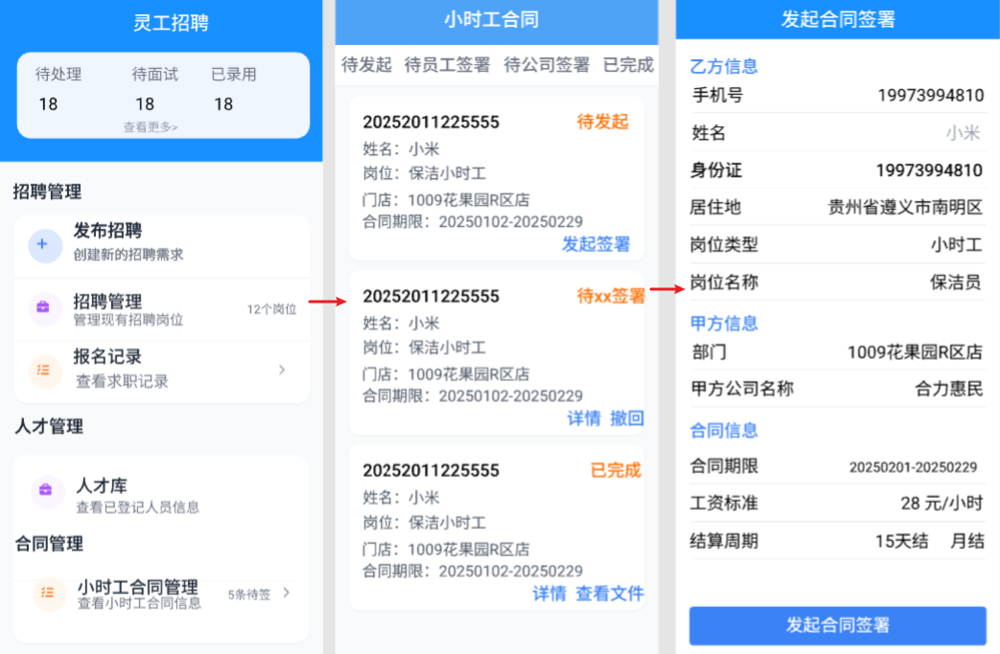 灵工招聘
待处理 待面试 已录用
18 18 18
查看更多>
招聘管理
发布招聘
创建新的招聘需求
招聘管理
管理现有招聘岗位
12个岗位
报名记录
查看求职记录
人才管理
人才库
查看已登记人员信息
合同管理
小时工合同管理
查看小时工合同信息
5条待签
小时工合同
待发起 待员工签署 待公司签署 已完成
20252011225555 待发起
姓名：小米
岗位：保洁小时工
门店：1009花果园R区店
合同期限：20250102-20250229
发起签署
20252011225555 待xx签署
姓名：小米
岗位：保洁小时工
门店：1009花果园R区店
合同期限：20250102-20250229
详情 撤回
20252011225555 已完成
姓名：小米
岗位：保洁小时工
门店：1009花果园R区店
合同期限：20250102-20250229
详情 查看文件
发起合同签署
乙方信息
手机号 19973994810
姓名 小米
身份证 19973994810
居住地 贵州省遵义市南明区
岗位类型 小时工
岗位名称 保洁员
甲方信息
部门 1009花果园R区店
甲方公司名称 合力惠民
合同信息
合同期限 20250201-20250229
工资标准 28 元/小时
结算周期 15天结 月结
发起合同签署